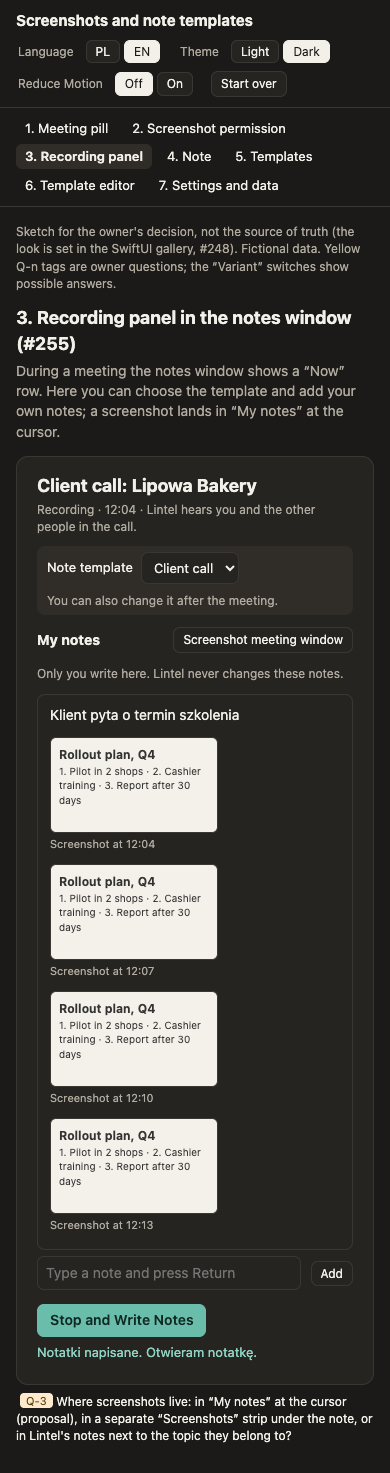 Screenshots and note templates
Language PL EN Theme Light Dark
Reduce Motion Off On Start over
1. Meeting pill 2. Screenshot permission
3. Recording panel 4. Note 5. Templates
6. Template editor 7. Settings and data
Sketch for the owner's decision, not the source of truth (the
look is set in the SwiftUI gallery, #248). Fictional data. Yellow
Q-n tags are owner questions; the “Variant” switches show
possible answers.
3. Recording panel in the notes window
(#255)
During a meeting the notes window shows a “Now”
row. Here you can choose the template and add your
own notes; a screenshot lands in “My notes” at the
cursor.
Client call: Lipowa Bakery
Recording · 12:04 · Lintel hears you and the other
people in the call.
Note template Client call
You can also change it after the meeting.
My notes Screenshot meeting window
Only you write here. Lintel never changes these notes.
Klient pyta o termin szkolenia
Rollout plan, Q4
1. Pilot in 2 shops · 2. Cashier
training · 3. Report after 30
days
Screenshot at 12:04
Rollout plan, Q4
1. Pilot in 2 shops · 2. Cashier
training · 3. Report after 30
days
Screenshot at 12:07
Rollout plan, Q4
1. Pilot in 2 shops · 2. Cashier
training · 3. Report after 30
days
Screenshot at 12:10
Rollout plan, Q4
1. Pilot in 2 shops · 2. Cashier
training · 3. Report after 30
days
Screenshot at 12:13
Type a note and press Return Add
Stop and Write Notes
Notatki napisane. Otwieram notatkę.
Q-3 Where screenshots live: in “My notes” at the cursor
(proposal), in a separate “Screenshots” strip under the note, or
in Lintel's notes next to the topic they belong to?